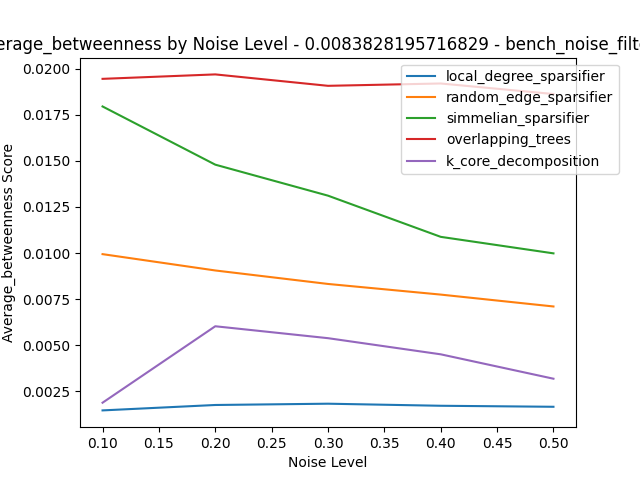 erage_betweenness by Noise Level - 0.0083828195716829 - bench_noise_filt
0.0200
0.0175
0.0150
0.0125
0.0100
0.0075
0.0050
0.0025
Average_betweenness Score
local_degree_sparsifier
random_edge_sparsifier
simmelian_sparsifier
overlapping_trees
k_core_decomposition
0.10 0.15 0.20 0.25 0.30 0.35 0.40 0.45 0.50
Noise Level